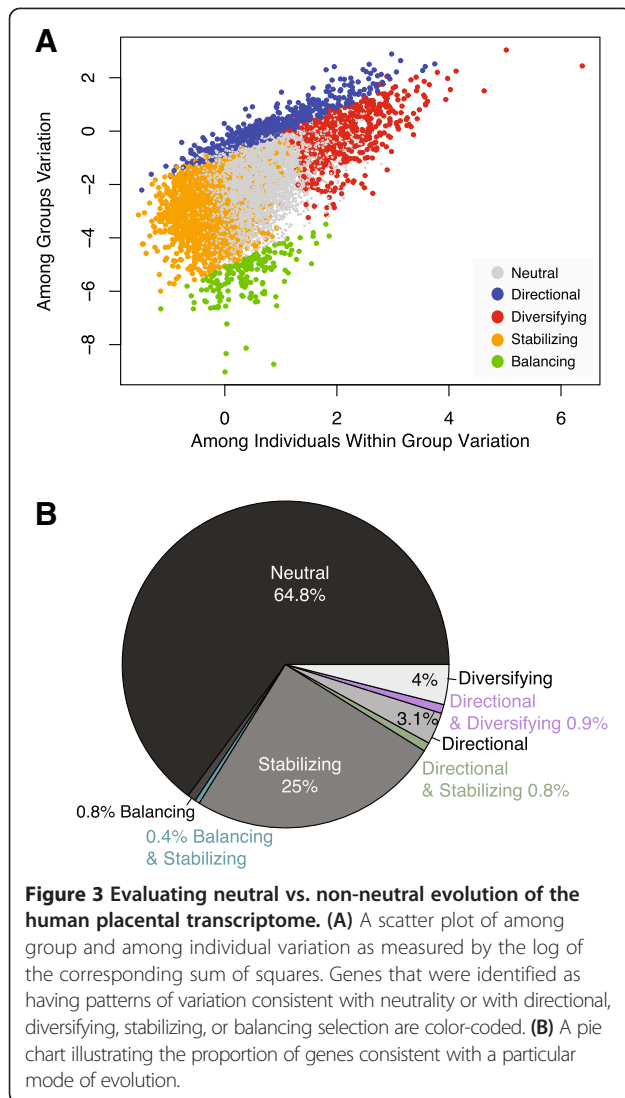 A
Among Groups Variation
2
0
-2
-4
-6
-8
Neutral
Directional
Diversifying
Stabilizing
Balancing
0 2 4 6
Among Individuals Within Group Variation
B
Neutral
64.8%
4%
Diversifying
Directional
& Diversifying 0.9%
3.1%
Directional
Directional
& Stabilizing 0.8%
Stabilizing
25%
0.8% Balancing
0.4% Balancing
& Stabilizing
Figure 3 Evaluating neutral vs. non-neutral evolution of the
human placental transcriptome. (A) A scatter plot of among
group and among individual variation as measured by the log of
the corresponding sum of squares. Genes that were identified as
having patterns of variation consistent with neutrality or with directional,
diversifying, stabilizing, or balancing selection are color-coded. (B) A pie
chart illustrating the proportion of genes consistent with a particular
mode of evolution.